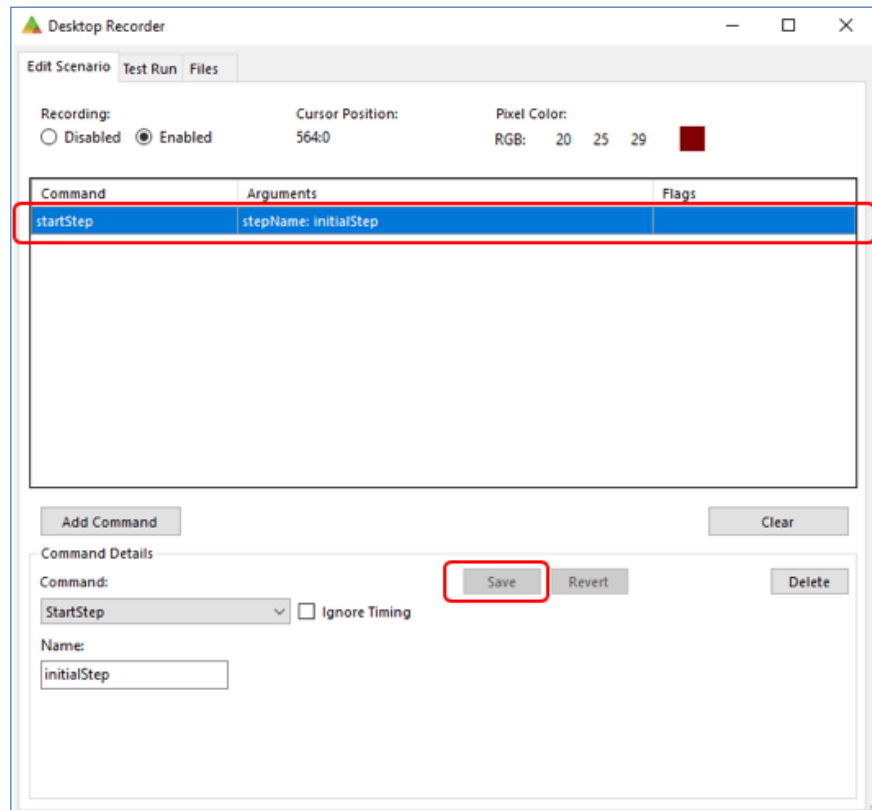 Desktop Recorder
Edit Scenario Test Run Files
Recording: Cursor Position: Pixel Color:
Disabled Enabled 564:0 RGB: 20 25 29
Command Arguments Flags
startStep stepName: initialStep
Add Command Clear
Command Details
Command: Save Revert Delete
StartStep Ignore Timing
Name:
initialStep